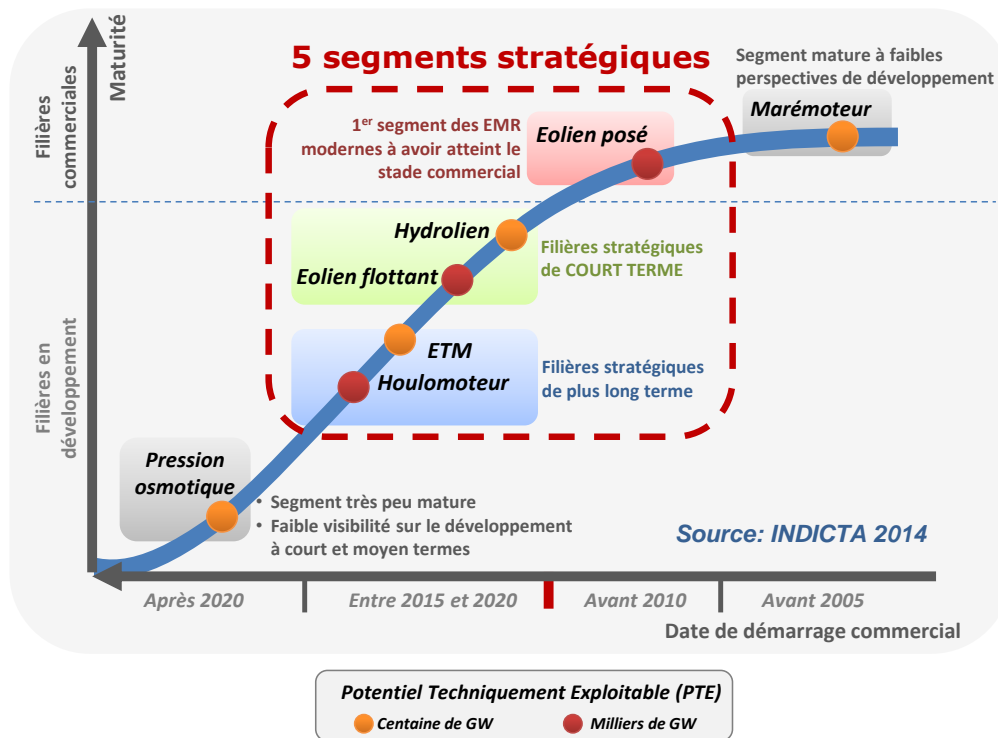 5 segments stratégiques
Segment mature à faibles
perspectives de développement
Marémoteur
1er segment des EMR
modernes à avoir atteint le
stade commercial
Eolien posé
Filières
commerciales
Maturité
Hydrolien
Eolien flottant
Filières stratégiques
de COURT TERME
ETM
Houlomoteur
Filières stratégiques
de plus long terme
Filières en
développement
Pression
osmotique
• Segment très peu mature
• Faible visibilité sur le développement
à court et moyen termes
Source: INDICTA 2014
Après 2020
Entre 2015 et 2020
Avant 2010
Avant 2005
Date de démarrage commercial
Potentiel Techniquement Exploitable (PTE)
Centaine de GW
Milliers de GW